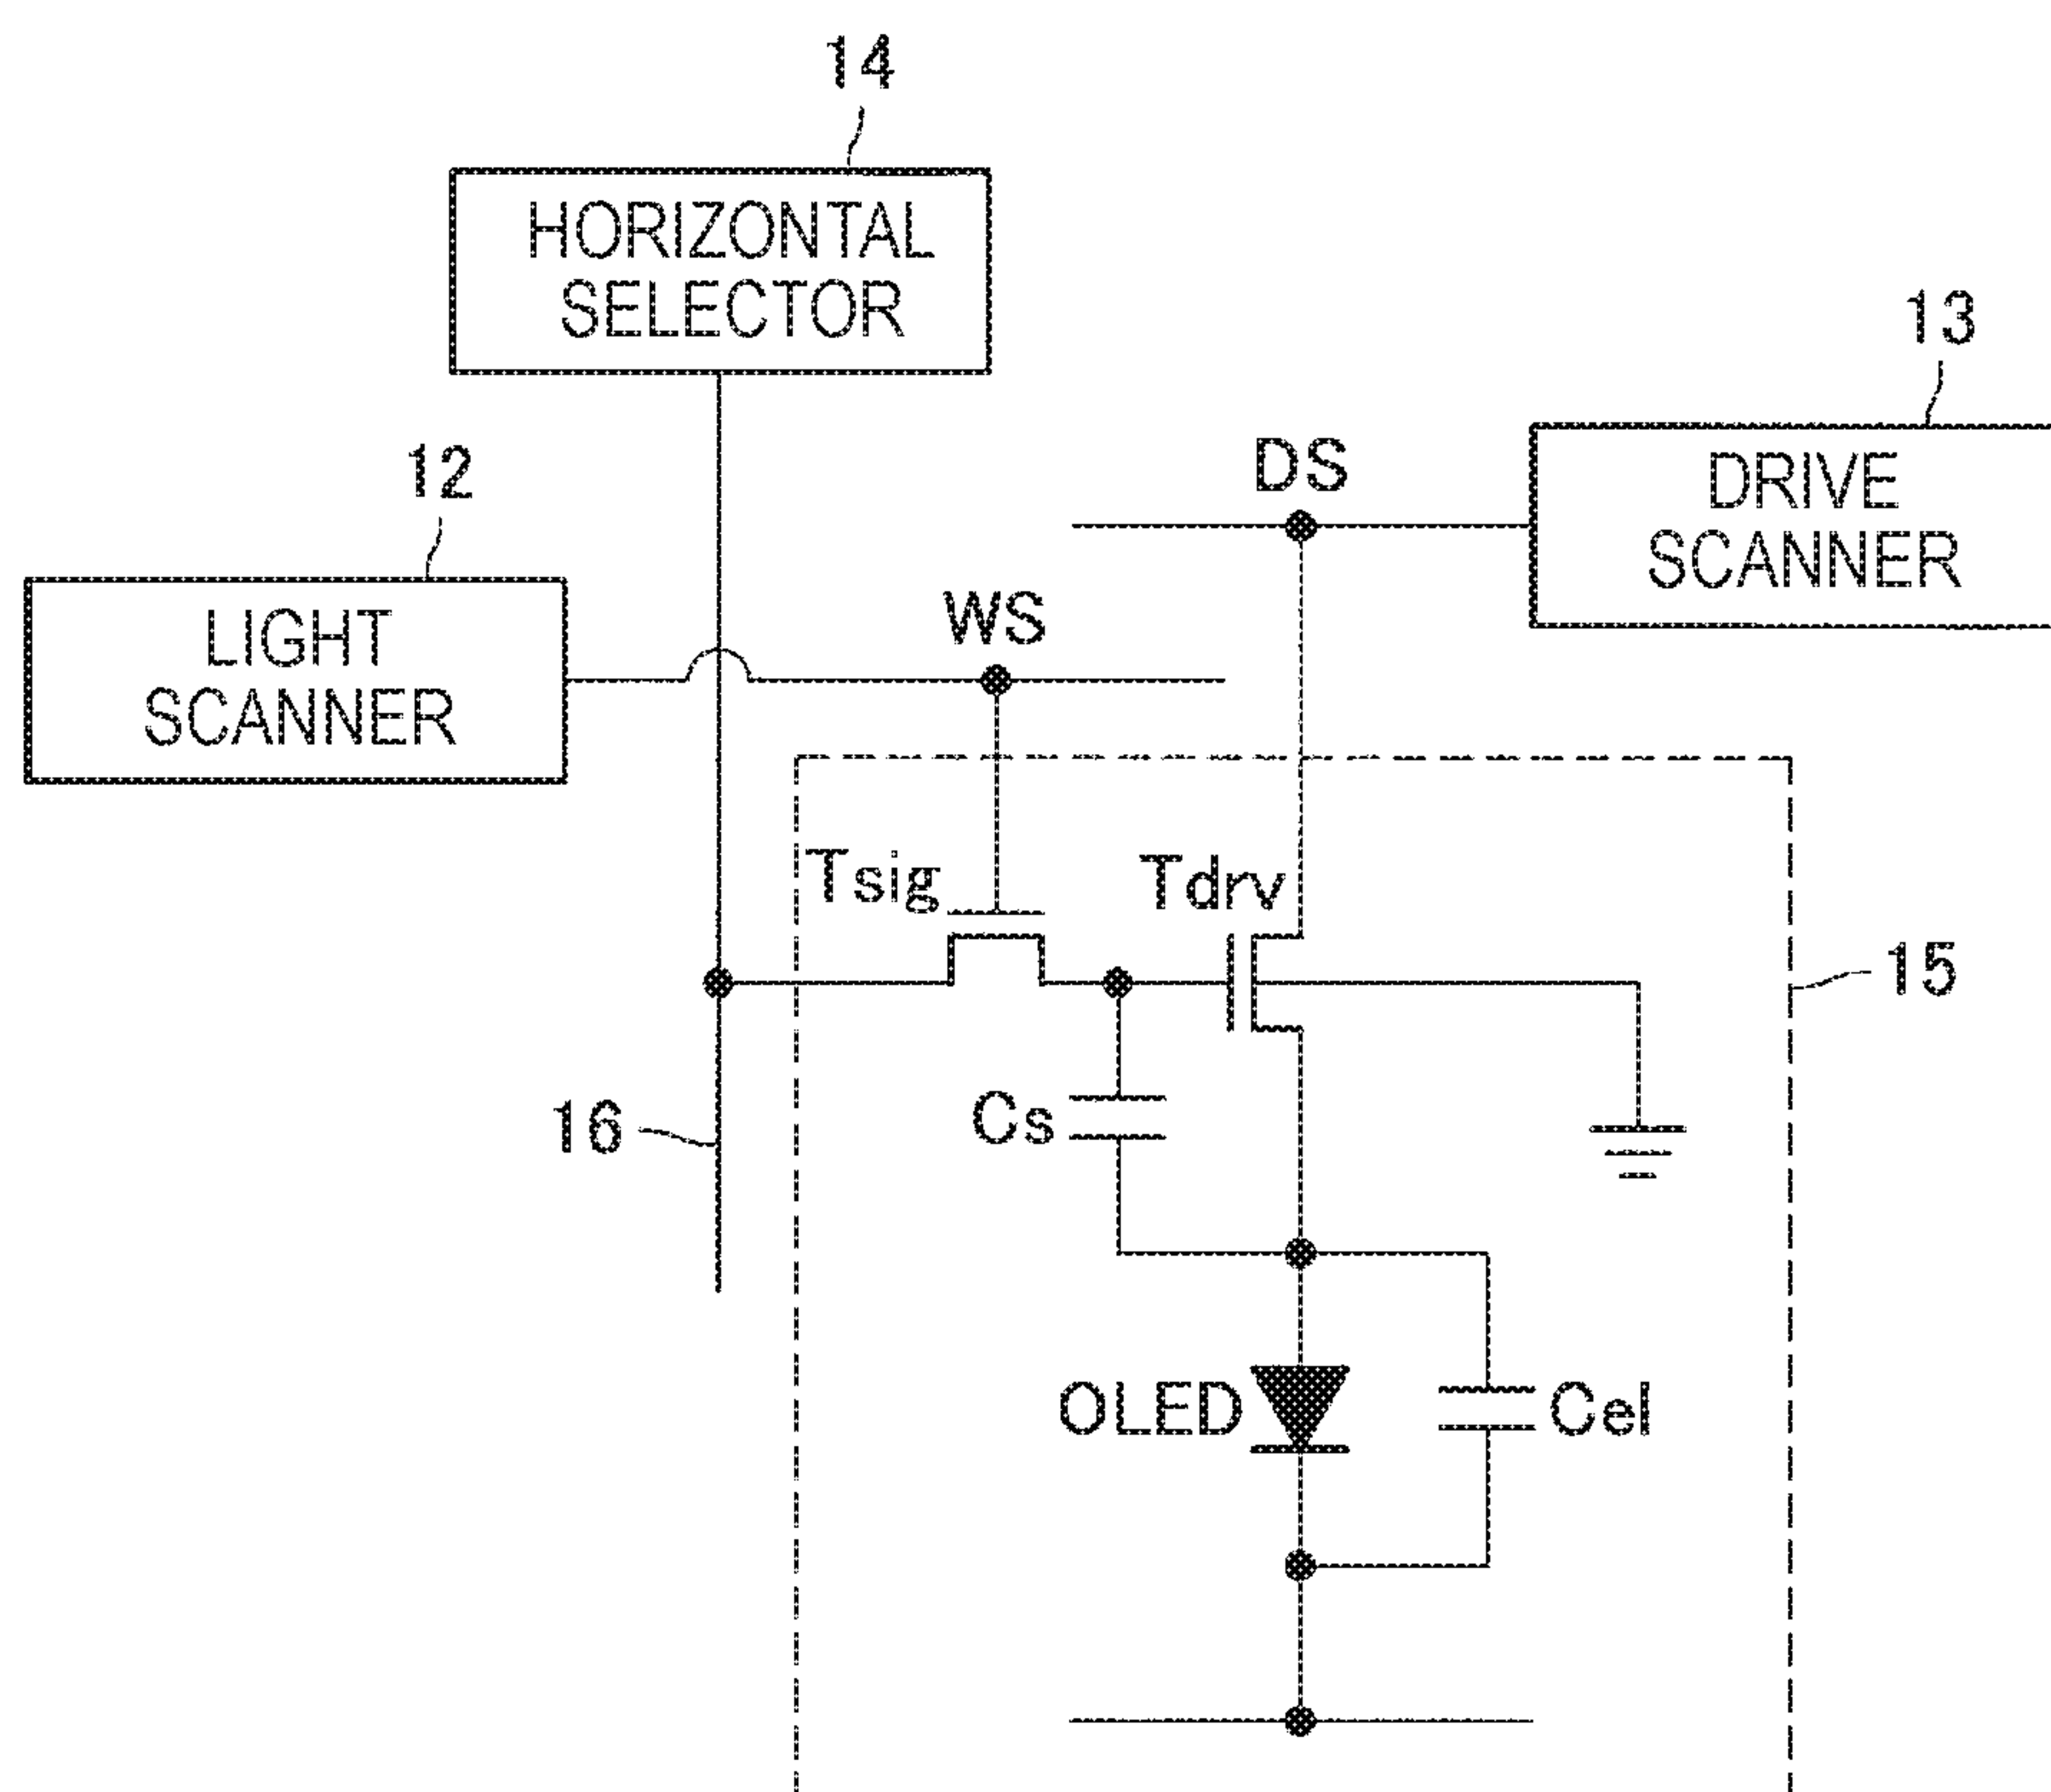 14
HORIZONTAL
SELECTOR
13
DRIVE
SCANNER
DS
12
LIGHT
SCANNER
WS
Tsig
Tdrv
15
16
Cs
OLED
Cel